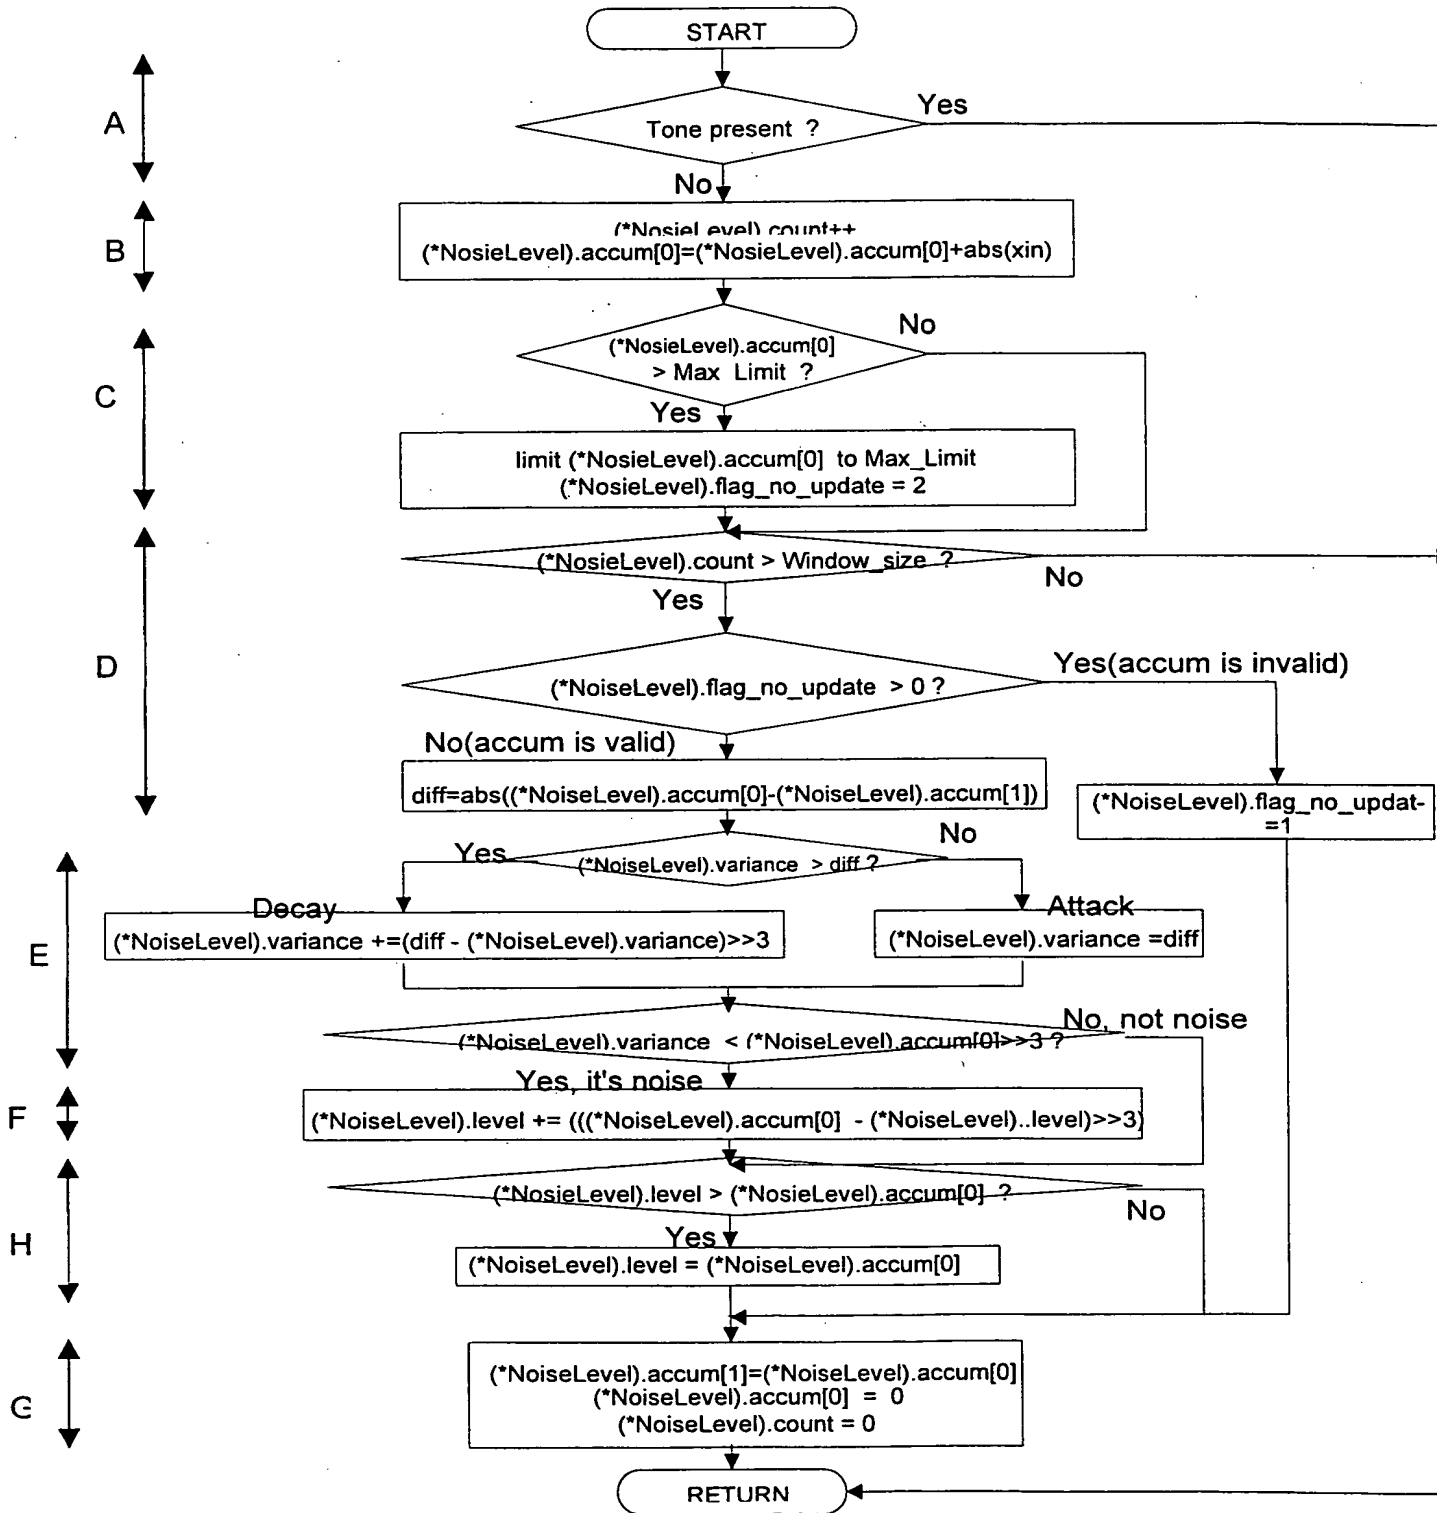 START
A
Tone present ?
Yes
No
B
(*NosieLevel).count++
(*NosieLevel).accum[0]=(*NosieLevel).accum[0]+abs(xin)
C
(*NosieLevel).accum[0]
> Max Limit ?
No
Yes
limit (*NosieLevel).accum[0] to Max_Limit
(*NosieLevel).flag_no_update = 2
D
(*NosieLevel).count > Window_size ?
No
Yes
(*NoiseLevel).flag_no_update > 0 ?
Yes(accum is invalid)
No(accum is valid)
diff=abs((*NoiseLevel).accum[0]-(*NoiseLevel).accum[1])
(*NoiseLevel).flag_no_updat-
=1
E
(*NoiseLevel).variance > diff ?
Yes
No
Decay
(*NoiseLevel).variance +=(diff - (*NoiseLevel).variance)>>3
Attack
(*NoiseLevel).variance =diff
(*NoiseLevel).variance < (*NoiseLevel).accum[0]>>3 ?
No, not noise
Yes, it's noise
F
(*NoiseLevel).level += (((*NoiseLevel).accum[0] - (*NoiseLevel)..level)>>3)
H
(*NosieLevel).level > (*NosieLevel).accum[0] ?
No
Yes
(*NoiseLevel).level = (*NoiseLevel).accum[0]
G
(*NoiseLevel).accum[1]=(*NoiseLevel).accum[0]
(*NoiseLevel).accum[0] = 0
(*NoiseLevel).count = 0
RETURN